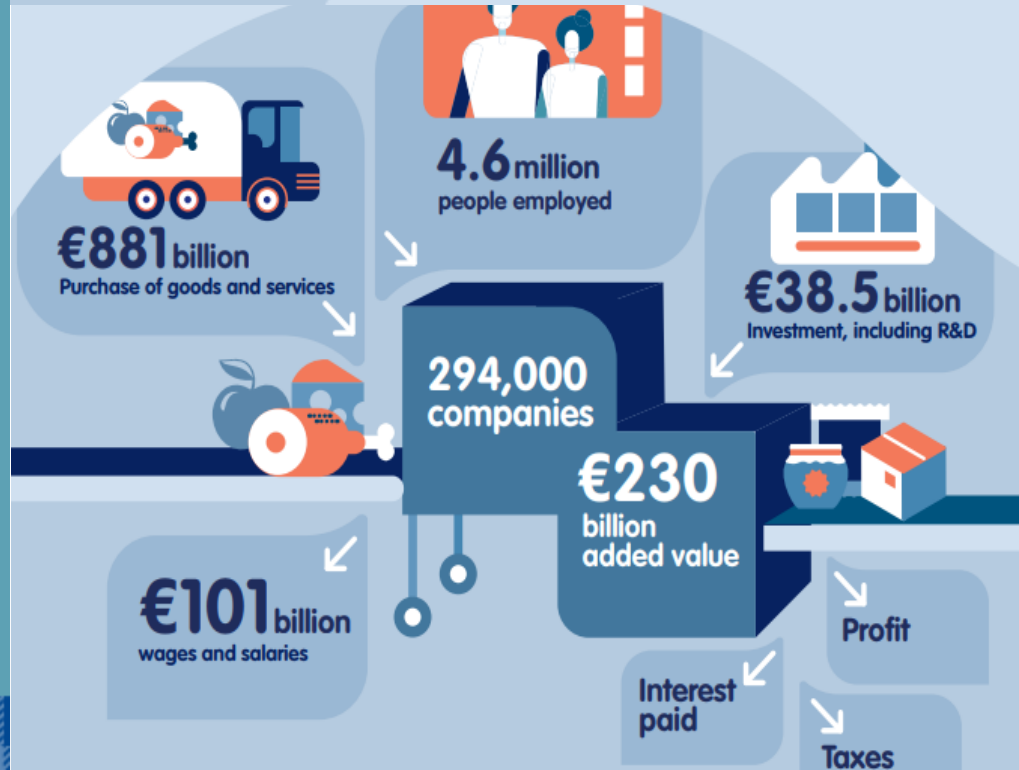 4.6 million
people employed
€881 billion
Purchase of goods and services
€38.5 billion
Investment, including R&D
294,000
companies
€230
billion
added value
€101 billion
wages and salaries
Profit
Interest
paid
Taxes